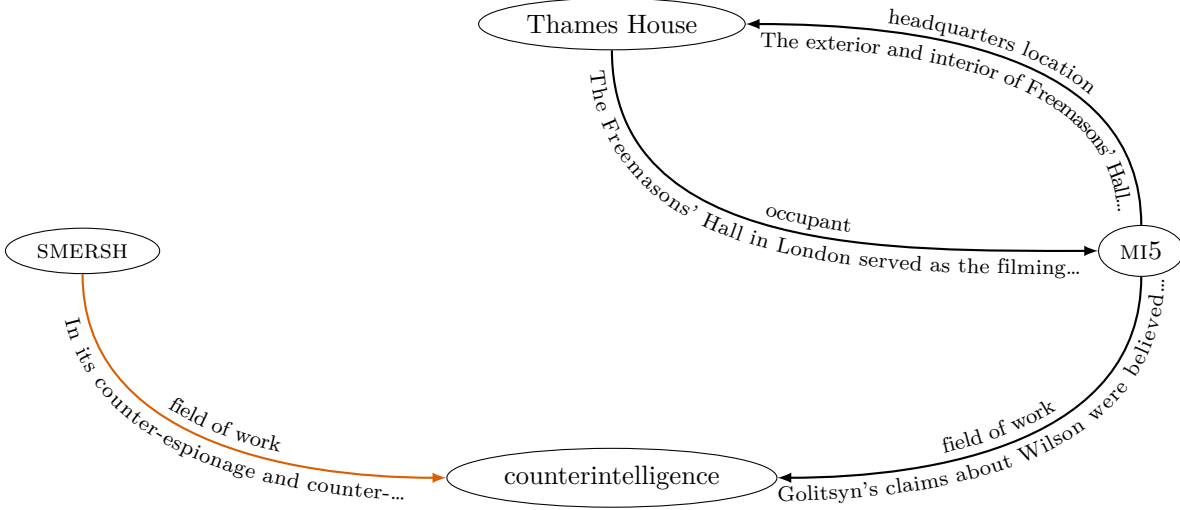 Thames House
headquarters location
The exterior and interior of Freemasons' Hall...
The Freemasons' Hall in London served as the filming...
occupant
SMERSH
MI5
In its counter-espionage and counter-...
field of work
field of work
Golitsyn's claims about Wilson were believed...
counterintelligence